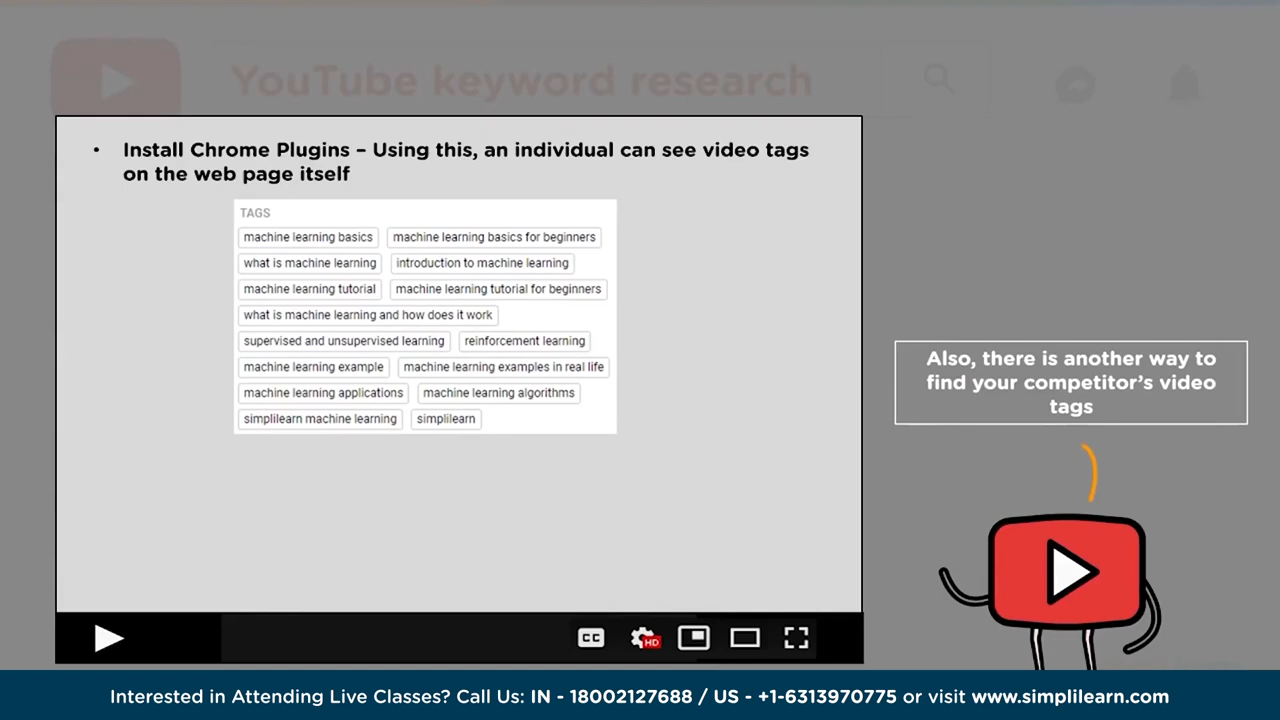 YouTube keyword research
• Install Chrome Plugins – Using this, an individual can see video tags
on the web page itself
TAGS
machine learning basics machine learning basics for beginners
what is machine learning introduction to machine learning
machine learning tutorial machine learning tutorial for beginners
what is machine learning and how does it work
supervised and unsupervised learning reinforcement learning
machine learning example machine learning examples in real life
machine learning applications machine learning algorithms
simplilearn machine learning simplilearn
Also, there is another way to
find your competitor's video
tags
CC HD
Interested in Attending Live Classes? Call Us: IN - 18002127688 / US - +1-6313970775 or visit www.simplilearn.com